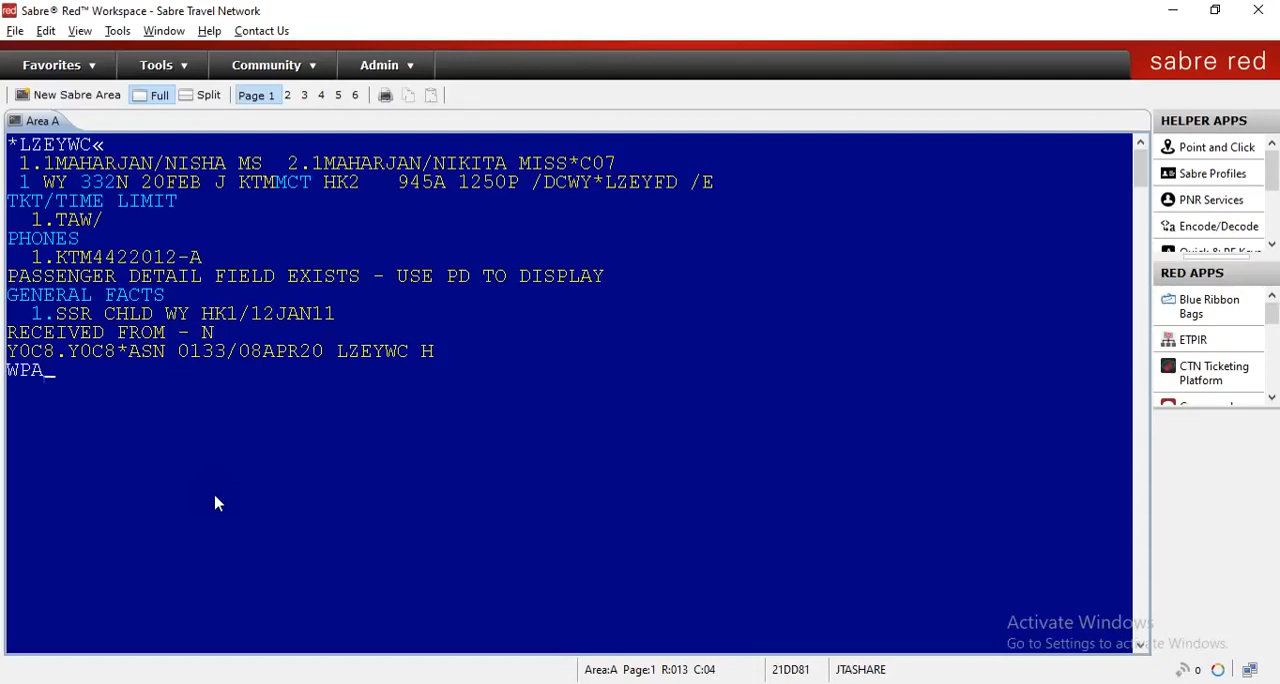 red Sabre® Red™ Workspace - Sabre Travel Network
File Edit View Tools Window Help Contact Us
Favorites ▼ Tools ▼ Community ▼ Admin ▼
sabre red
New Sabre Area Full Split Page 1 2 3 4 5 6
Area A
*LZEYWC«
1.1MAHARJAN/NISHA MS 2.1MAHARJAN/NIKITA MISS*C07
1 WY 332N 20FEB J KTMMCT HK2 945A 1250P /DCWY*LZEYFD /E
TKT/TIME LIMIT
1.TAW/
PHONES
1.KTM4422012-A
PASSENGER DETAIL FIELD EXISTS - USE PD TO DISPLAY
GENERAL FACTS
1.SSR CHLD WY HK1/12JAN11
RECEIVED FROM - N
Y0C8.Y0C8*ASN 0133/08APR20 LZEYWC H
WPA_
HELPER APPS
Point and Click
Sabre Profiles
PNR Services
Encode/Decode
RED APPS
Blue Ribbon
Bags
ETPIR
CTN Ticketing
Platform
Activate Windows
Go to Settings to activate Windows.
Area:A Page:1 R:013 C:04 21DD81 JTASHARE
0